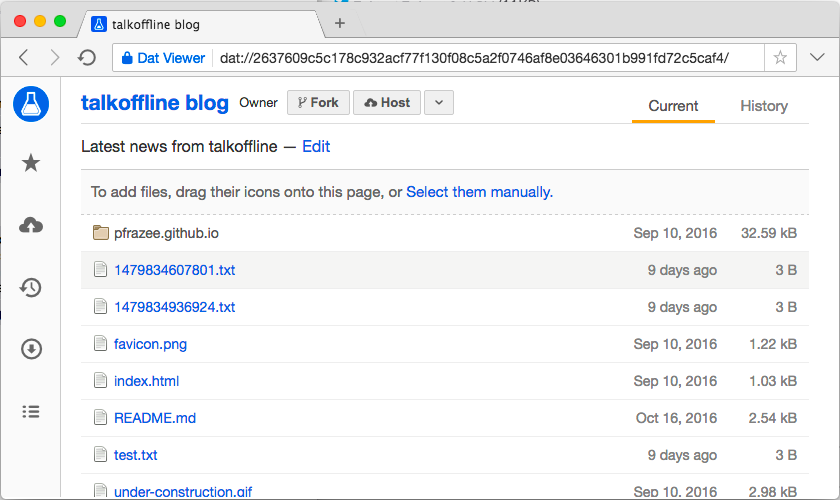 talkoffline blog
Dat Viewer dat://2637609c5c178c932acf77f130f08c5a2f0746af8e03646301b991fd72c5caf4/
talkoffline blog Owner Fork Host Current History
Latest news from talkoffline — Edit
To add files, drag their icons onto this page, or Select them manually.
pfrazee.github.io Sep 10, 2016 32.59 kB
1479834607801.txt 9 days ago 3 B
1479834936924.txt 9 days ago 3 B
favicon.png Sep 10, 2016 1.22 kB
index.html Sep 10, 2016 1.03 kB
README.md Oct 16, 2016 2.54 kB
test.txt 9 days ago 3 B
under-construction.gif Sep 10, 2016 2.98 kB